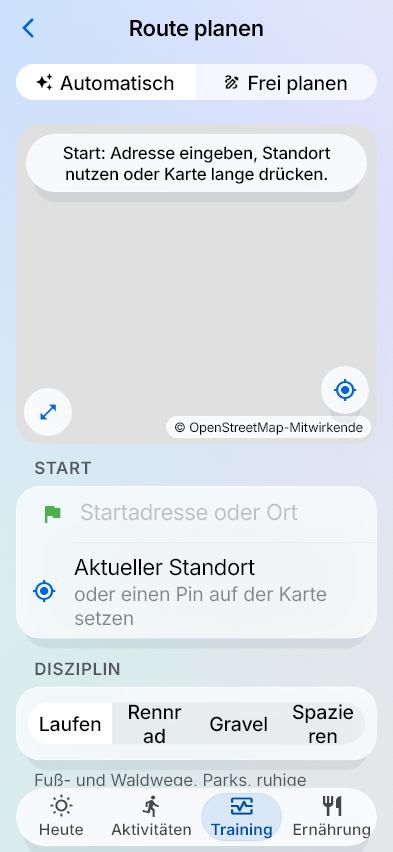 Route planen
Automatisch
Frei planen
Start: Adresse eingeben, Standort
nutzen oder Karte lange drücken.
© OpenStreetMap-Mitwirkende
START
Startadresse oder Ort
Aktueller Standort
oder einen Pin auf der Karte
setzen
DISZIPLIN
Laufen
Rennr
ad
Gravel
Spazie
ren
Fuß- und Waldwege, Parks, ruhige
Heute
Aktivitäten
Training
Ernährung